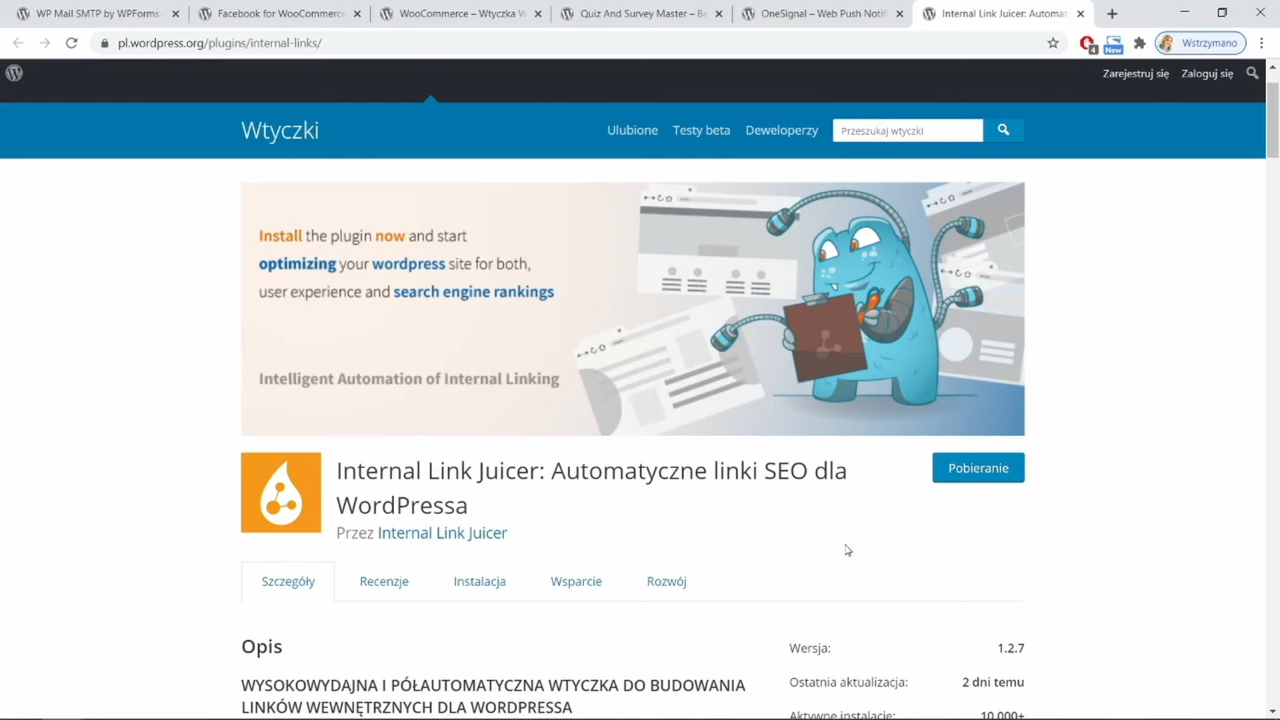 WP Mail SMTP by WPForms
Facebook for WooCommerce
WooCommerce – Wtyczka W
Quiz And Survey Master – Be
OneSignal – Web Push Notifi
Internal Link Juicer: Automat
pl.wordpress.org/plugins/internal-links/
4
New
Wstrzymano
Zarejestruj się
Zaloguj się
Wtyczki
Ulubione
Testy beta
Deweloperzy
Przeszukaj wtyczki
Install the plugin now and start
optimizing your wordpress site for both,
user experience and search engine rankings
Intelligent Automation of Internal Linking
Internal Link Juicer: Automatyczne linki SEO dla
WordPressa
Pobieranie
Przez Internal Link Juicer
Szczegóły
Recenzje
Instalacja
Wsparcie
Rozwój
Opis
Wersja:
1.2.7
Ostatnia aktualizacja:
2 dni temu
WYSOKOWYDAJNA I PÓŁAUTOMATYCZNA WTYCZKA DO BUDOWANIA
LINKÓW WEWNĘTRZNYCH DLA WORDPRESSA
Aktywne instalacje:
10 000+